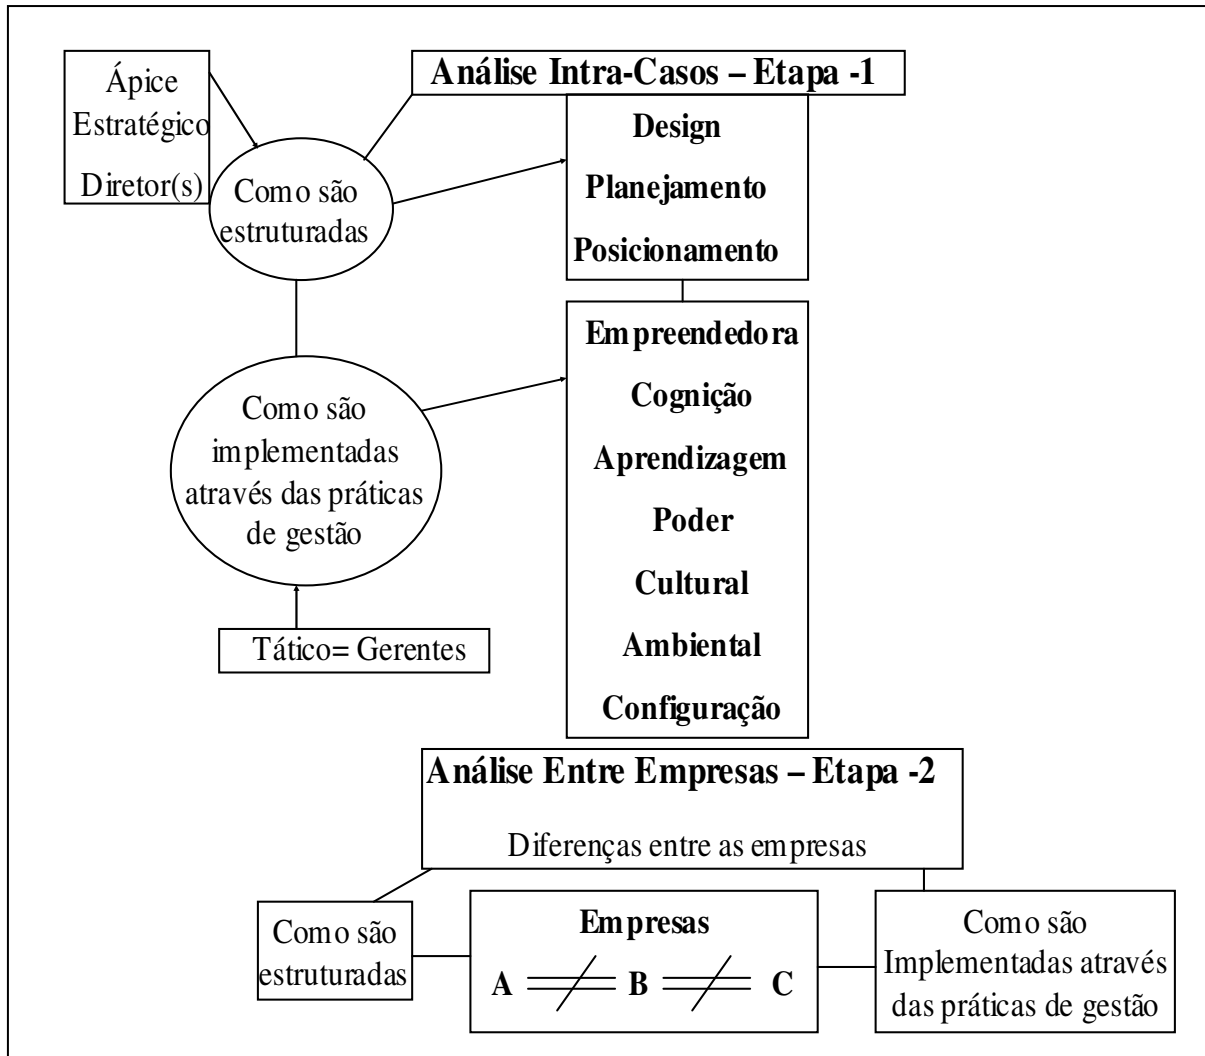 Ápice
Estratégico
Diretor(s)
Análise Intra-Casos – Etapa -1
Como são
estruturadas
Design
Planejamento
Posicionamento
Como são
implementadas
através das práticas
de gestão
Empreendedora
Cognição
Aprendizagem
Poder
Cultural
Ambiental
Configuração
Tático= Gerentes
Análise Entre Empresas – Etapa -2
Diferenças entre as empresas
Como são
estruturadas
Empresas
A B C
Como são
Implementadas através
das práticas de gestão